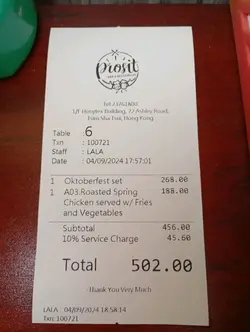 Prosit
Tel 23761800
1/F Honytex Building, 22 Ashley Road,
Tsim Sha Tsui, Hong Kong
Table : 6
Txn : 100721
Staff : LALA
Date : 04/09/2024 17:57:01
1 Oktoberfest set 268.00
1 A03.Roasted Spring 188.00
Chicken served w/ Fries
and Vegetables
Subtotal 456.00
10% Service Charge 45.60
Total 502.00
Thank You Very Much
LALA 04/09/2024 18:58:14
Txn: 100721